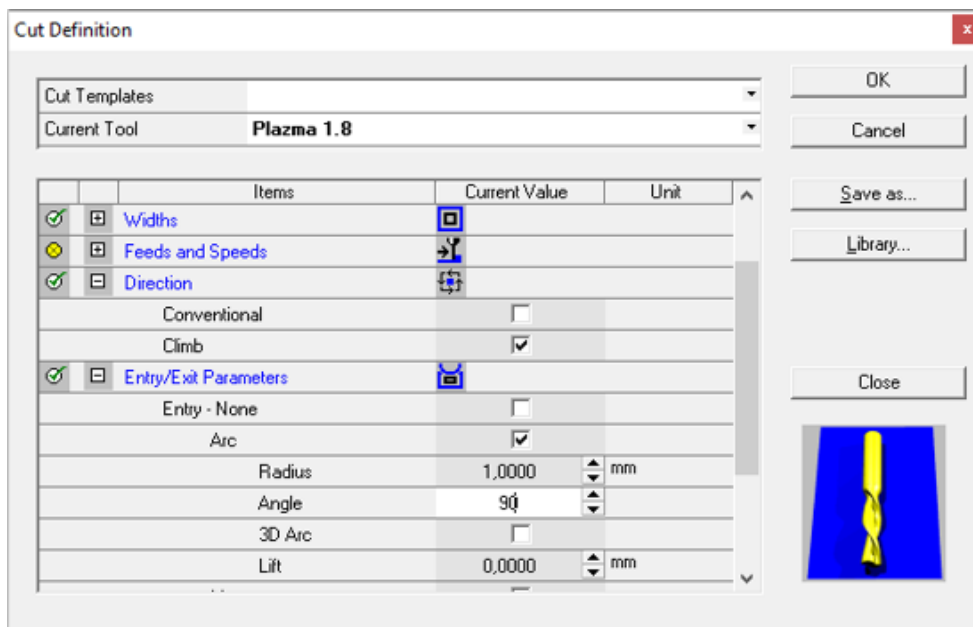 Cut Definition
x
Cut Templates
OK
Current Tool Plazma 1.8
Cancel
Items Current Value Unit
Save as...
Widths
Library...
Feeds and Speeds
Direction
Conventional
Climb
Entry/Exit Parameters
Close
Entry - None
Arc
Radius 1,0000 mm
Angle 90
3D Arc
Lift 0,0000 mm